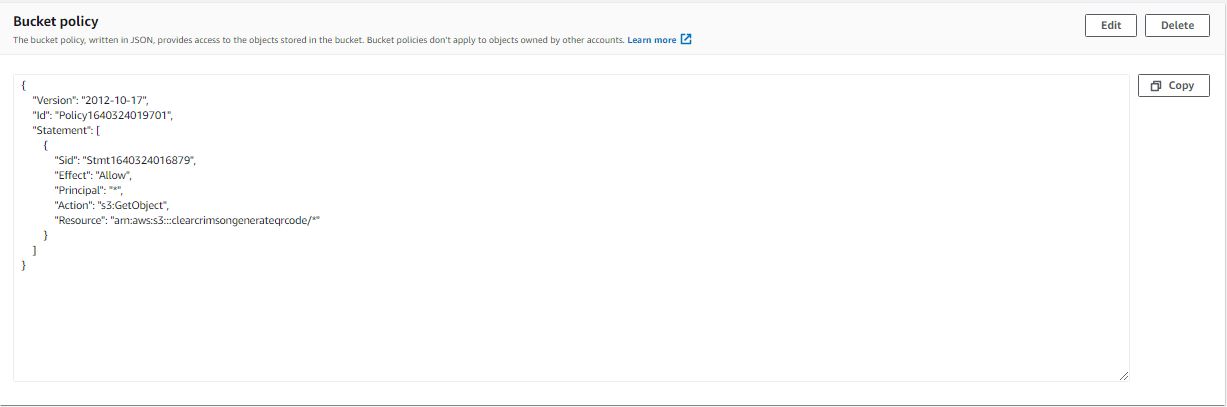 Bucket policy
Edit
Delete
The bucket policy, written in JSON, provides access to the objects stored in the bucket. Bucket policies don't apply to objects owned by other accounts. Learn more
Copy
{
"Version": "2012-10-17",
"Id": "Policy1640324019701",
"Statement": [
{
"Sid": "Stmt1640324016879",
"Effect": "Allow",
"Principal": "*",
"Action": "s3:GetObject",
"Resource": "arn:aws:s3:::clearcrimsongenerateqrcode/*"
}
]
}